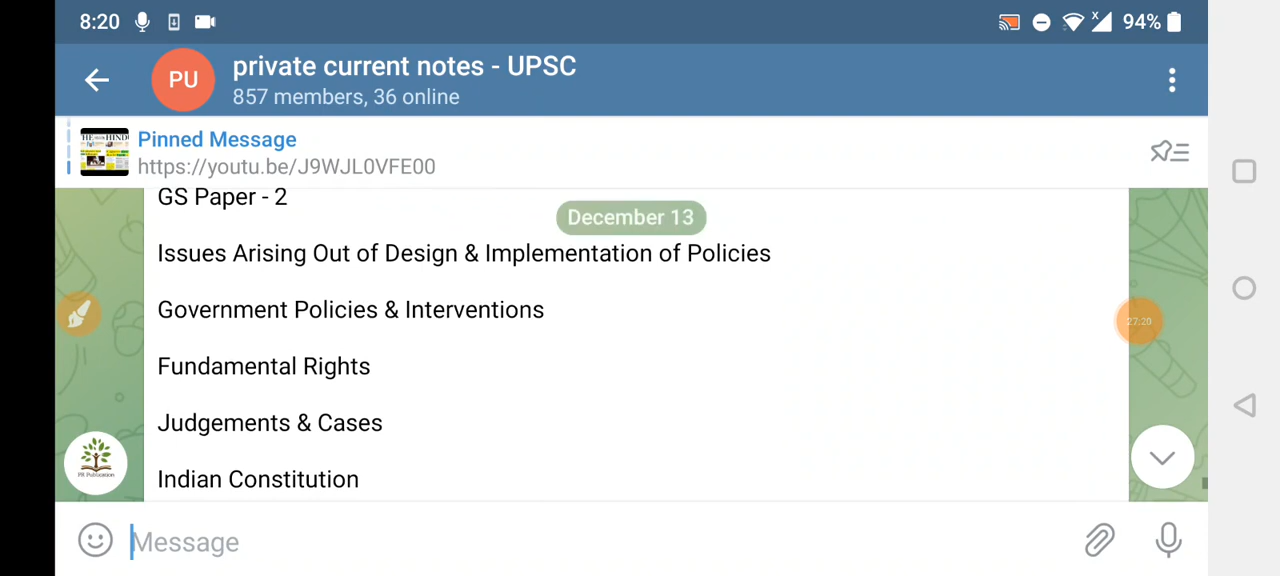 8:20
94%
PU
private current notes - UPSC
857 members, 36 online
Pinned Message
https://youtu.be/J9WJL0VFE00
GS Paper - 2
December 13
Issues Arising Out of Design & Implementation of Policies
Government Policies & Interventions
27:20
Fundamental Rights
Judgements & Cases
Indian Constitution
Message